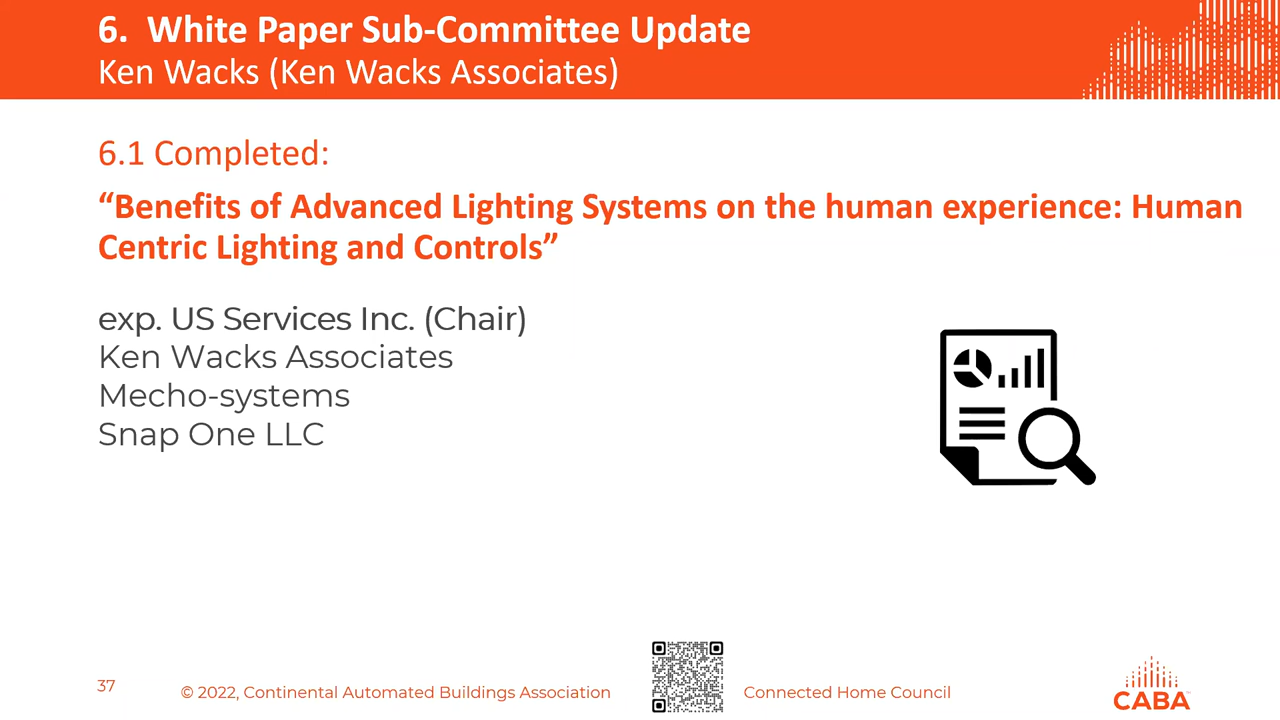 6. White Paper Sub-Committee Update
Ken Wacks (Ken Wacks Associates)
6.1 Completed:
“Benefits of Advanced Lighting Systems on the human experience: Human
Centric Lighting and Controls”
exp. US Services Inc. (Chair)
Ken Wacks Associates
Mecho-systems
Snap One LLC
37
© 2022, Continental Automated Buildings Association
Connected Home Council
CABA